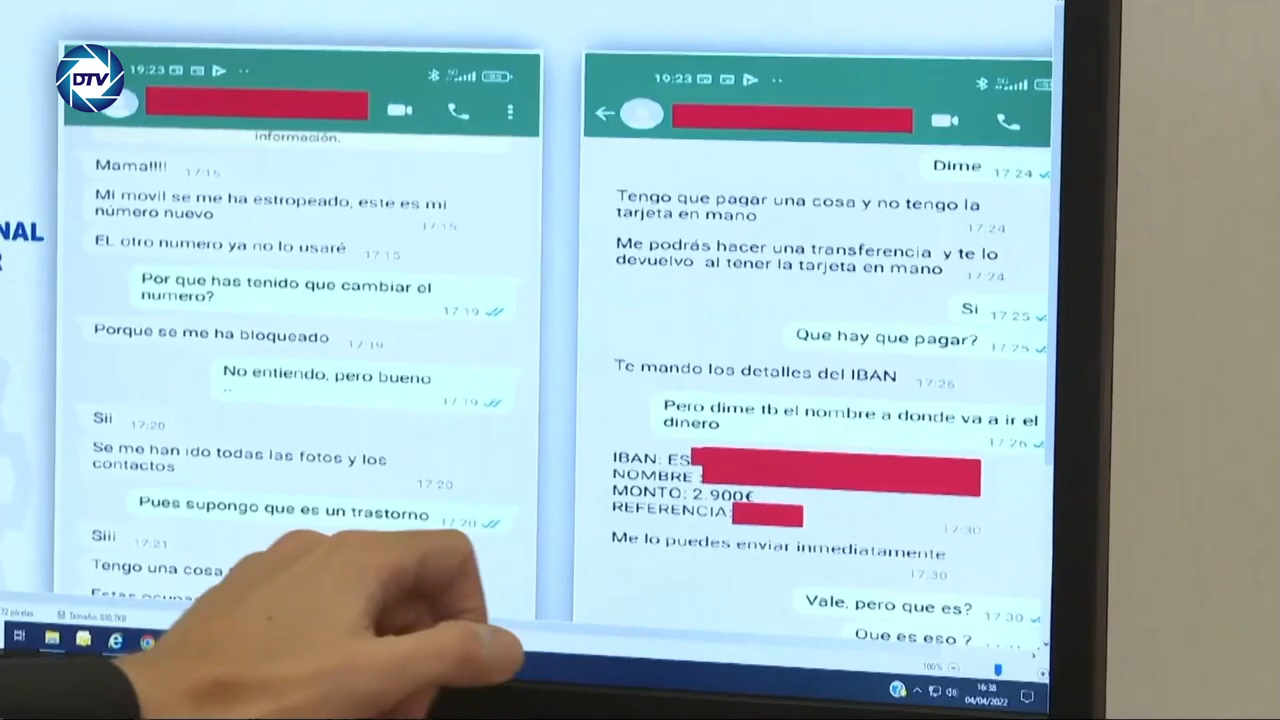 DTV
NAL
R
19:23
información.
Mama!!!!
17:15
Mi movil se me ha estropeado, este es mi
número nuevo
17:15
EL otro numero ya no lo usaré
17:15
Por que has tenido que cambiar el
numero?
17:19
Porque se me ha bloqueado
17:19
No entiendo, pero bueno
..
17:19
Sii
17:20
Se me han ido todas las fotos y los
contactos
17:20
Pues supongo que es un trastorno
17:20
Siii
17:21
Tengo una cosa
19:23
Dime
17:24
Tengo que pagar una cosa y no tengo la
tarjeta en mano
17:24
Me podrás hacer una transferencia y te lo
devuelvo al tener la tarjeta en mano
17:24
Si
17:25
Que hay que pagar?
17:25
Te mando los detalles del IBAN
17:26
Pero dime tb el nombre a donde va a ir el
dinero
17:26
IBAN: ES
NOMBRE :
MONTO: 2.900€
REFERENCIA:
17:30
Me lo puedes enviar inmediatamente
17:30
Vale, pero que es?
17:30
Que es eso ?
Tamaño: 830,7KB
100%
16:38
04/04/2022